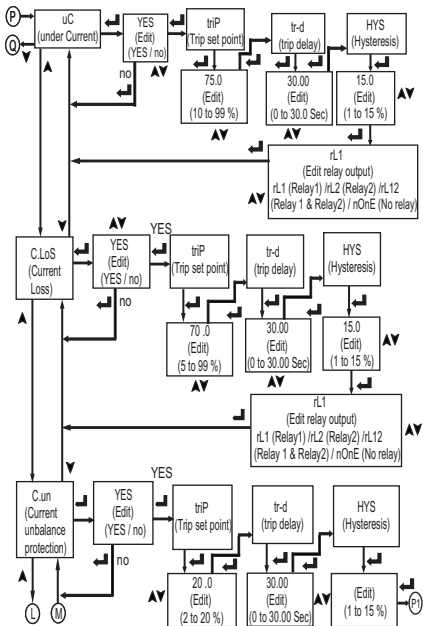 P
Q
uC
(under Current)
YES
(Edit)
(YES / no)
no
triP
(Trip set point)
tr-d
(trip delay)
HYS
(Hysteresis)
75.0
(Edit)
(10 to 99 %)
30.00
(Edit)
(0 to 30.0 Sec)
15.0
(Edit)
(1 to 15 %)
rL1
(Edit relay output)
rL1 (Relay1) /rL2 (Relay2) /rL12
(Relay 1 & Relay2) / nOnE (No relay)
C.LoS
(Current
Loss)
YES
(Edit)
(YES / no)
YES
no
triP
(Trip set point)
tr-d
(trip delay)
HYS
(Hysteresis)
70 .0
(Edit)
(5 to 99 %)
30.00
(Edit)
(0 to 30.00 Sec)
15.0
(Edit)
(1 to 15 %)
rL1
(Edit relay output)
rL1 (Relay1) /rL2 (Relay2) /rL12
(Relay 1 & Relay2) / nOnE (No relay)
C.un
(Current
unbalance
protection)
YES
(Edit)
(YES / no)
YES
no
triP
(Trip set point)
tr-d
(trip delay)
HYS
(Hysteresis)
20 .0
(Edit)
(2 to 20 %)
30.00
(Edit)
(0 to 30.00 Sec)
(Edit)
(1 to 15 %)
P1
L
M